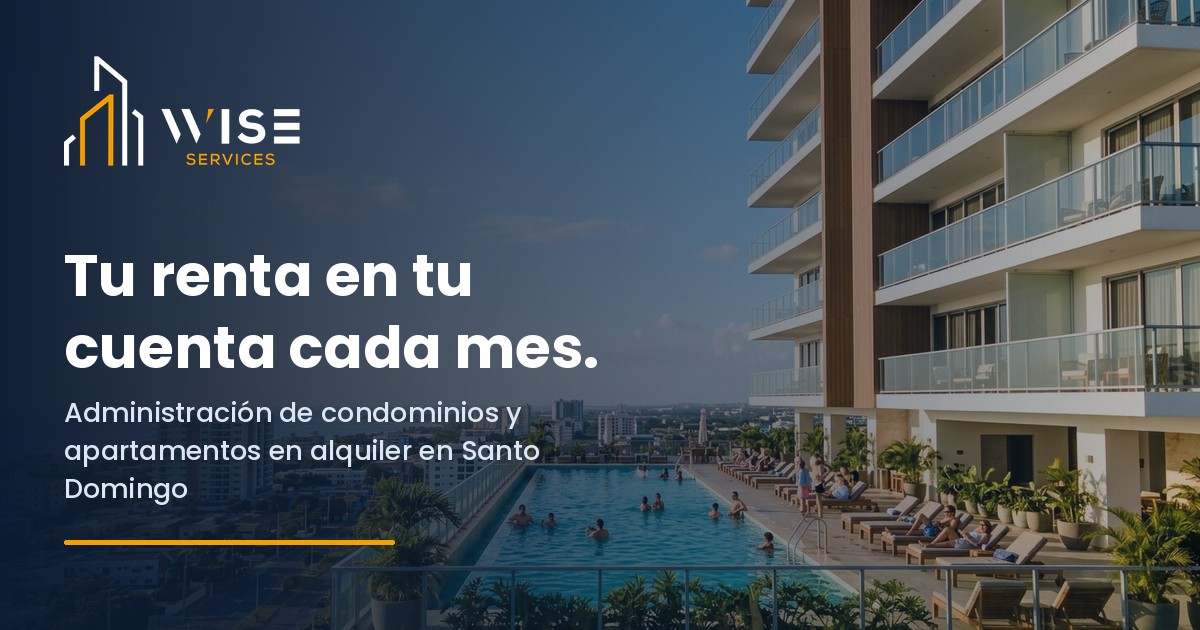 WISE
SERVICES
Tu renta en tu
cuenta cada mes.
Administración de condominios y
apartamentos en alquiler en Santo
Domingo